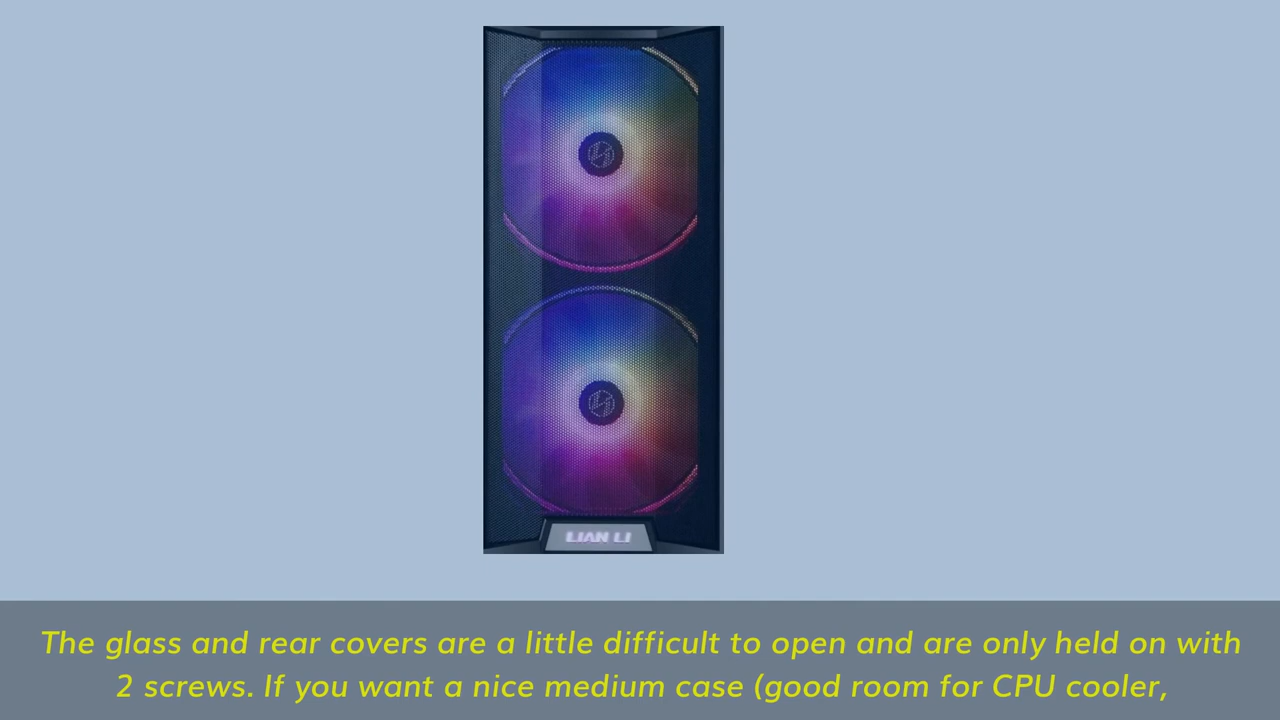 LIAN LI
The glass and rear covers are a little difficult to open and are only held on with
2 screws. If you want a nice medium case (good room for CPU cooler,